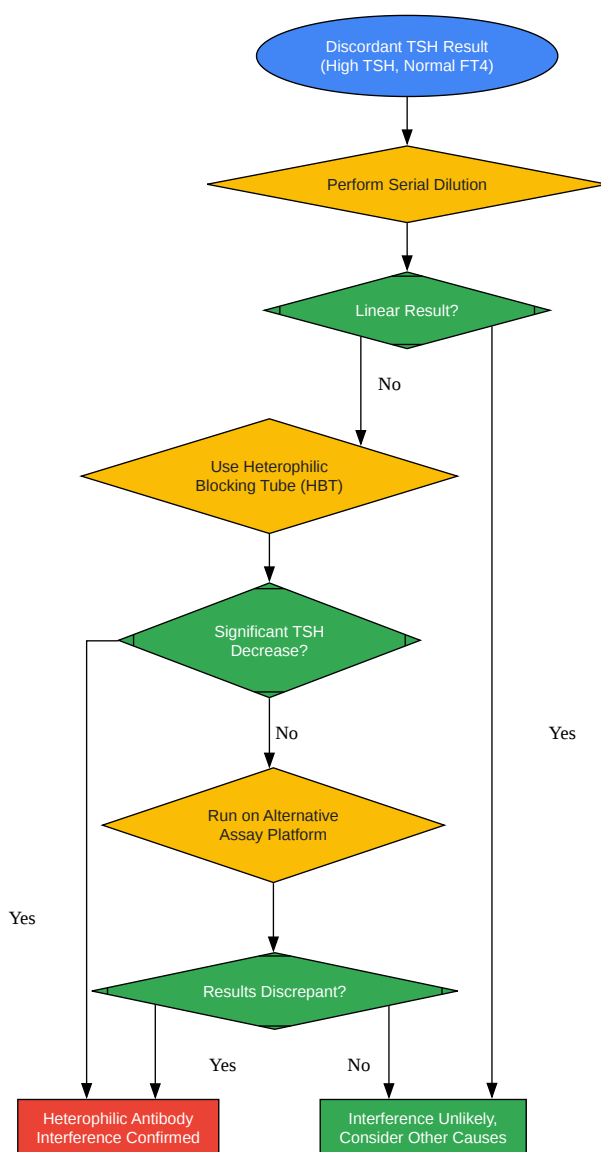 Discordant TSH Result
(High TSH, Normal FT4)
Perform Serial Dilution
Linear Result?
No
Use Heterophilic
Blocking Tube (HBT)
Significant TSH
Decrease?
No
Yes
Run on Alternative
Assay Platform
Yes
Results Discrepant?
Yes
No
Heterophilic Antibody
Interference Confirmed
Interference Unlikely,
Consider Other Causes